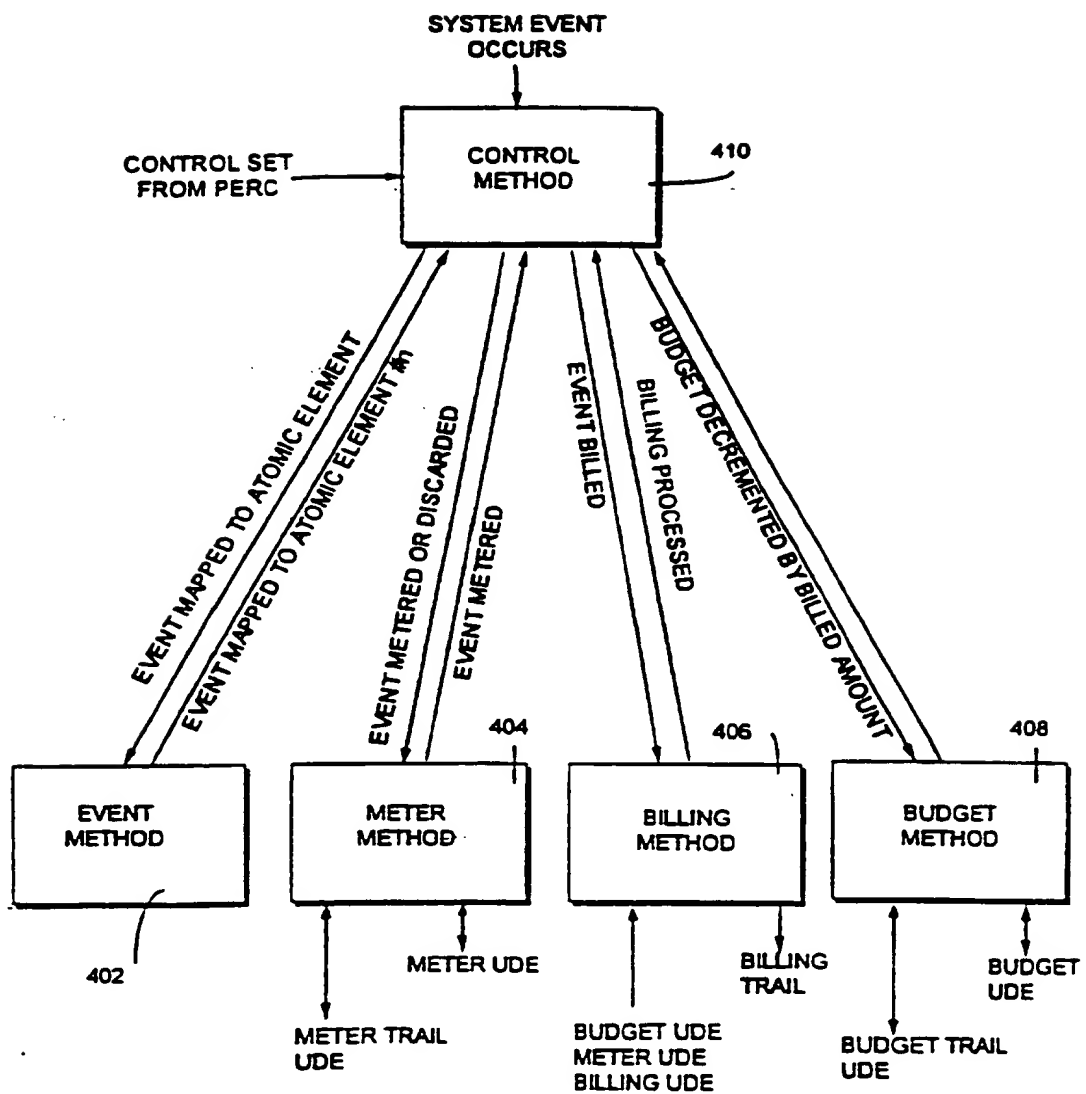 SYSTEM EVENT
OCCURS
CONTROL SET
FROM PERC
CONTROL
METHOD
410
EVENT MAPPED TO ATOMIC ELEMENT
EVENT MAPPED TO ATOMIC ELEMENT #n
EVENT METERED OR DISCARDED
EVENT METERED
EVENT BILLED
BILLING PROCESSED
BUDGET DECREMENTED BY BILLED AMOUNT
EVENT
METHOD
402
METER
METHOD
404
BILLING
METHOD
406
BUDGET
METHOD
408
METER TRAIL
UDE
METER UDE
BUDGET UDE
METER UDE
BILLING UDE
BILLING
TRAIL
BUDGET TRAIL
UDE
BUDGET
UDE